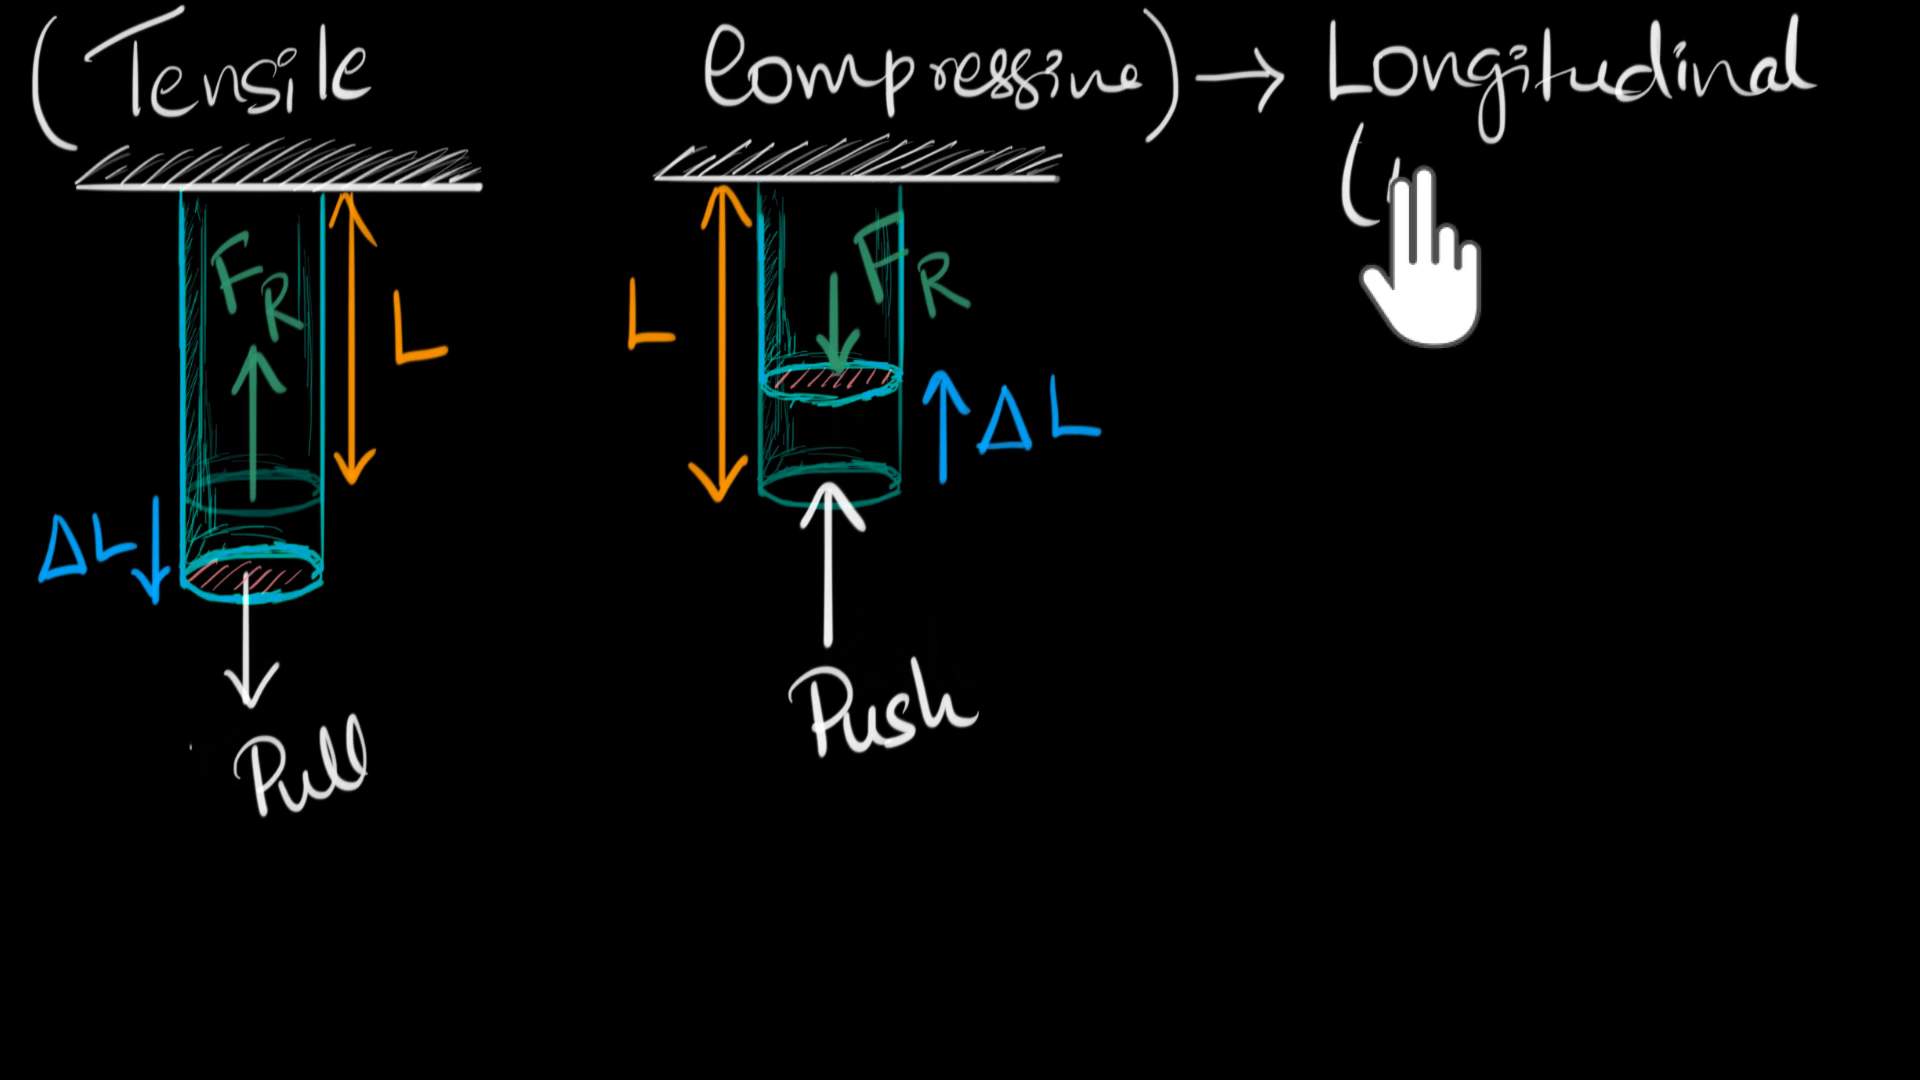 (Tensile Compressive) → Longitudinal
(
F_R L
L F_R
ΔL
ΔL
Pull
Push